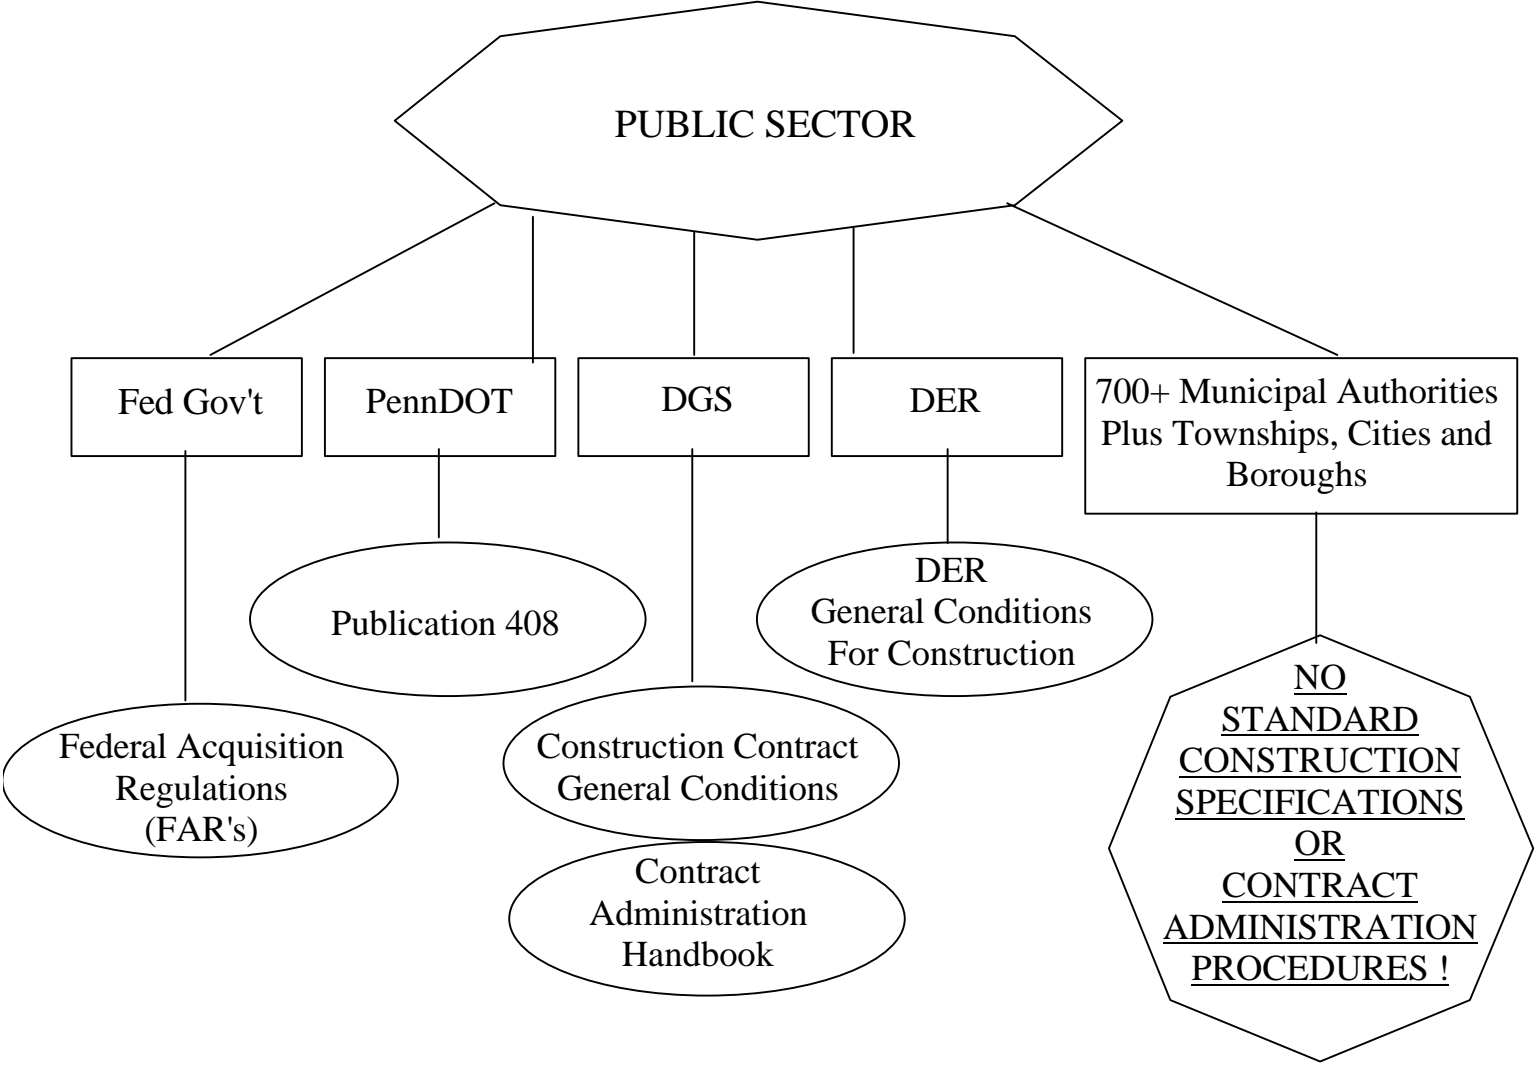 PUBLIC SECTOR
Fed Gov't
PennDOT
DGS
DER
700+ Municipal Authorities
Plus Townships, Cities and
Boroughs
Publication 408
DER
General Conditions
For Construction
Federal Acquisition
Regulations
(FAR's)
Construction Contract
General Conditions
Contract
Administration
Handbook
NO
STANDARD
CONSTRUCTION
SPECIFICATIONS
OR
CONTRACT
ADMINISTRATION
PROCEDURES !